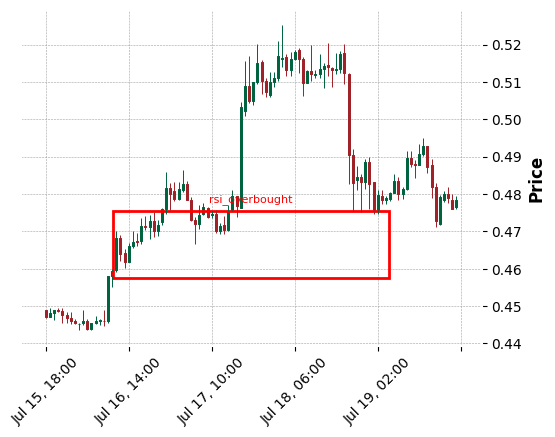 0.52
0.51
0.50
0.49
0.48
rsi_overbought
0.47
0.46
0.45
0.44
Price
Jul 15, 18:00
Jul 16, 14:00
Jul 17, 10:00
Jul 18, 06:00
Jul 19, 02:00